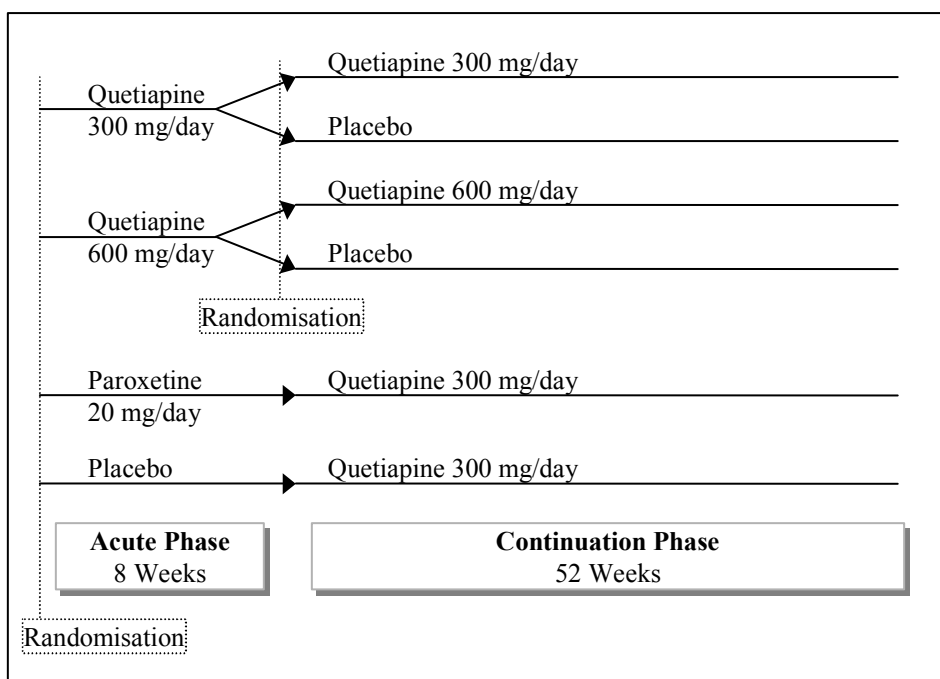 Quetiapine 300 mg/day
Quetiapine
300 mg/day
Placebo
Quetiapine 600 mg/day
Quetiapine
600 mg/day
Placebo
Randomisation
Paroxetine
20 mg/day
Quetiapine 300 mg/day
Placebo
Quetiapine 300 mg/day
Acute Phase
8 Weeks
Continuation Phase
52 Weeks
Randomisation